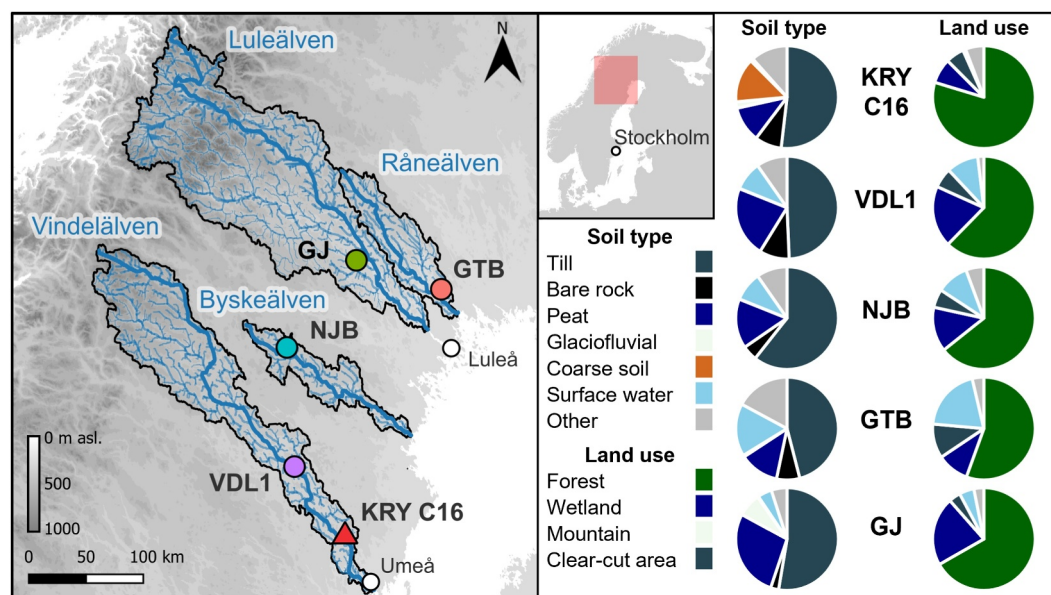 Luleälven
N
Råneälven
Vindelälven
GJ
GTB
Byskeälven
NJB
Luleå
0 m asl.
500
1000
VDL1
KRY C16
0 50 100 km
Umeå
Stockholm
Soil type
Till
Bare rock
Peat
Glaciofluvial
Coarse soil
Surface water
Other
Land use
Forest
Wetland
Mountain
Clear-cut area
Soil type Land use
KRY
C16
VDL1
NJB
GTB
GJ